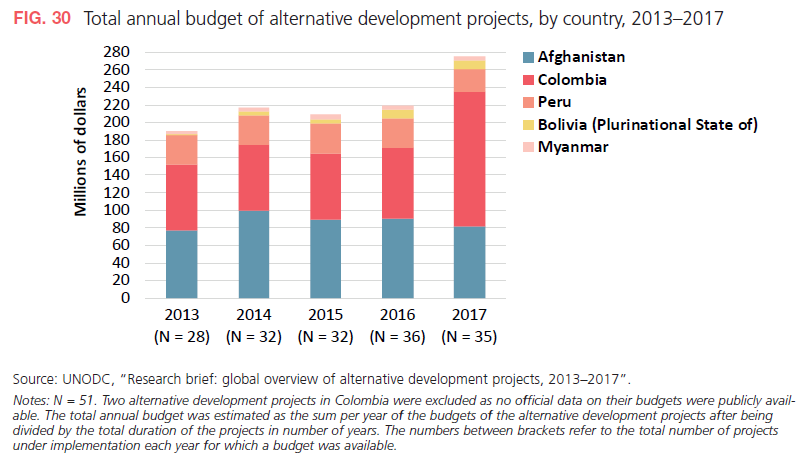 FIG. 30 Total annual budget of alternative development projects, by country, 2013–2017
Millions of dollars
280
260
240
220
200
180
160
140
120
100
80
60
40
20
0
2013 2014 2015 2016 2017
(N = 28) (N = 32) (N = 32) (N = 36) (N = 35)
Afghanistan
Colombia
Peru
Bolivia (Plurinational State of)
Myanmar
Source: UNODC, “Research brief: global overview of alternative development projects, 2013–2017”.
Notes: N = 51. Two alternative development projects in Colombia were excluded as no official data on their budgets were publicly avail-
able. The total annual budget was estimated as the sum per year of the budgets of the alternative development projects after being
divided by the total duration of the projects in number of years. The numbers between brackets refer to the total number of projects
under implementation each year for which a budget was available.